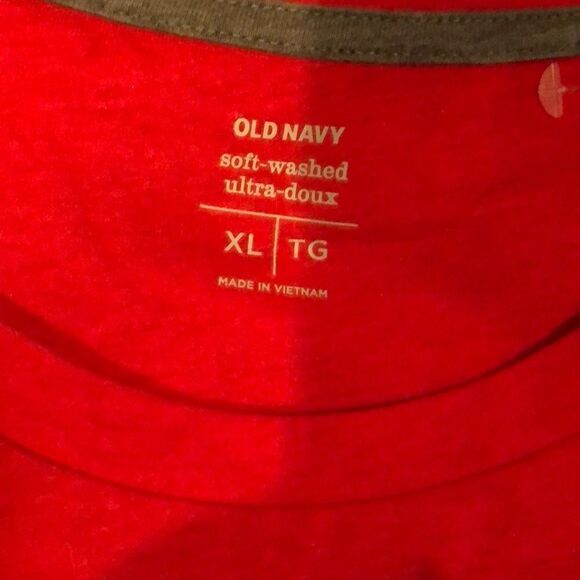 OLD NAVY
soft-washed
ultra-doux
XL | TG
MADE IN VIETNAM